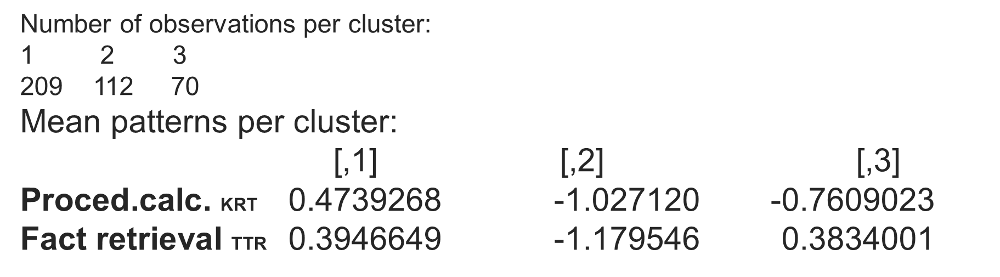 Number of observations per cluster:
1 2 3
209 112 70
Mean patterns per cluster:
[,1] [,2] [,3]
Proced.calc. KRT 0.4739268 -1.027120 -0.7609023
Fact retrieval TTR 0.3946649 -1.179546 0.3834001